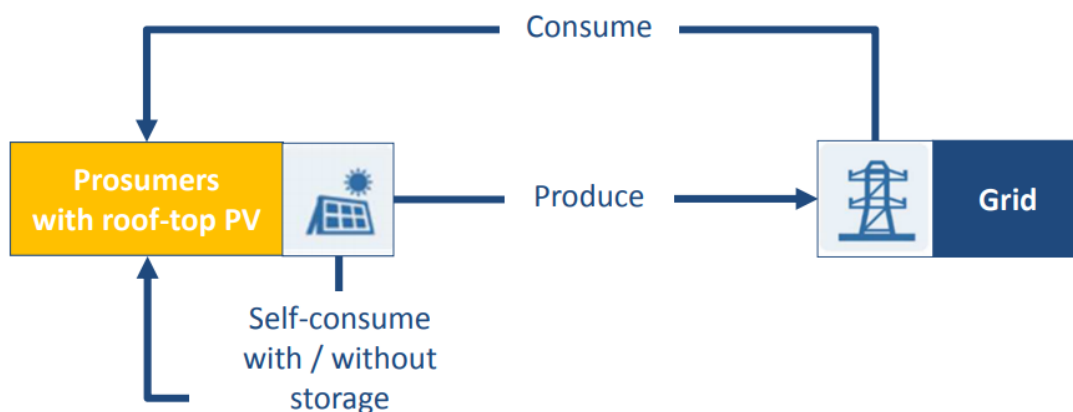 Consume
Prosumers
with roof-top PV
Produce
Grid
Self-consume
with / without
storage